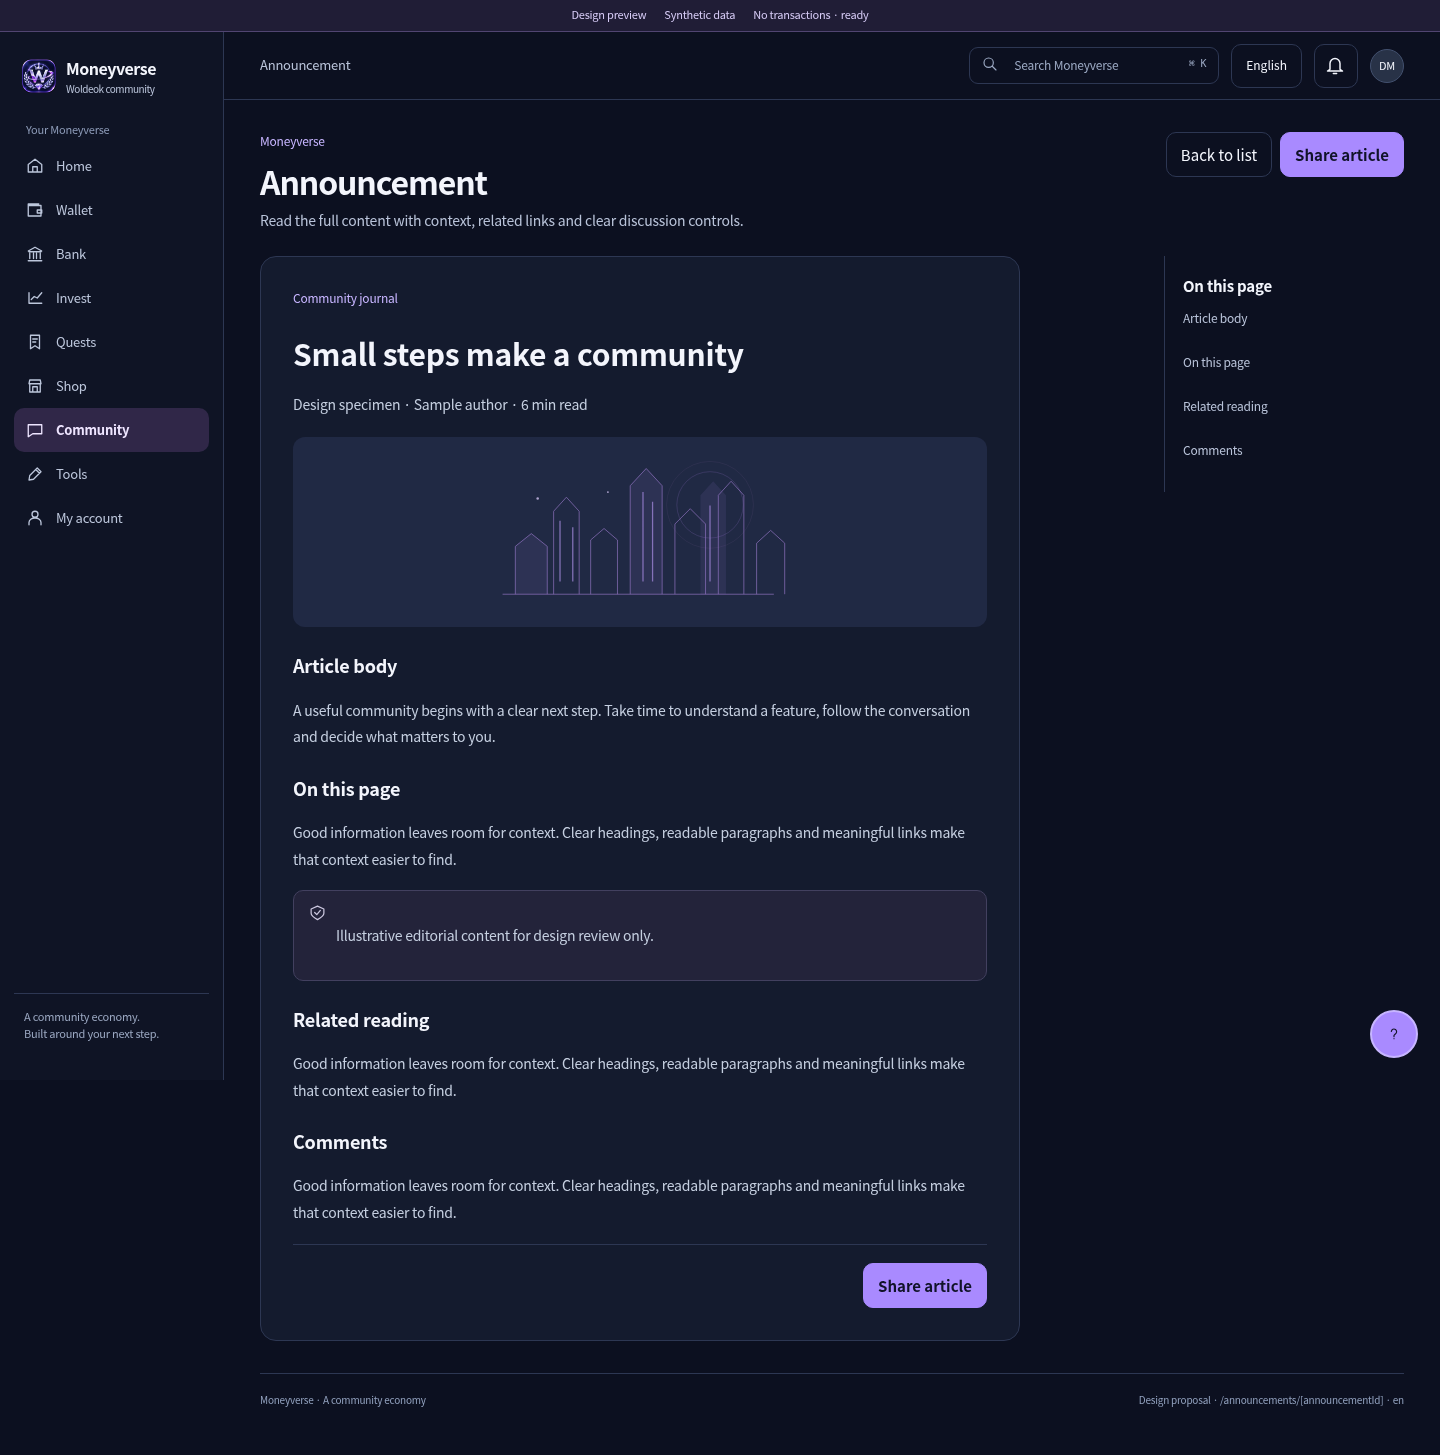 Design preview Synthetic data No transactions · ready
Moneyverse
Woldeok community
Your Moneyverse
Home
Wallet
Bank
Invest
Quests
Shop
Community
Tools
My account
A community economy.
Built around your next step.
Announcement
Search Moneyverse ⌘ K
English
DM
Moneyverse
Announcement
Read the full content with context, related links and clear discussion controls.
Back to list
Share article
Community journal
Small steps make a community
Design specimen · Sample author · 6 min read
Article body
A useful community begins with a clear next step. Take time to understand a feature, follow the conversation
and decide what matters to you.
On this page
Good information leaves room for context. Clear headings, readable paragraphs and meaningful links make
that context easier to find.
Illustrative editorial content for design review only.
Related reading
Good information leaves room for context. Clear headings, readable paragraphs and meaningful links make
that context easier to find.
Comments
Good information leaves room for context. Clear headings, readable paragraphs and meaningful links make
that context easier to find.
Share article
On this page
Article body
On this page
Related reading
Comments
?
Moneyverse · A community economy
Design proposal · /announcements/[announcementId] · en